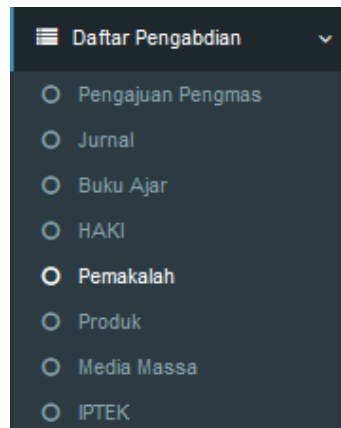 Daftar Pengabdian
Pengajuan Pengmas
Jurnal
Buku Ajar
HAKI
Pemakalah
Produk
Media Massa
IPTEK